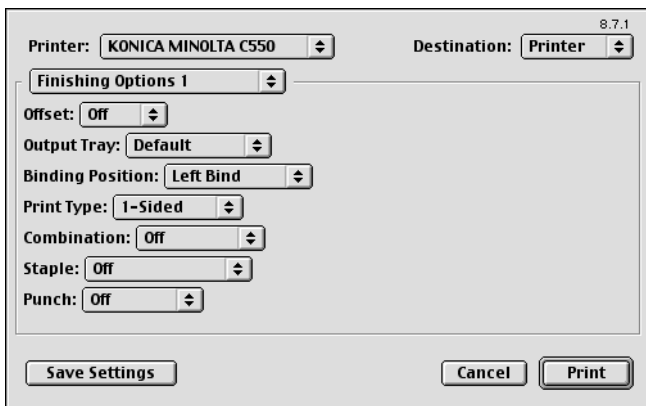 8.7.1
Printer: KONICA MINOLTA C550 Destination: Printer
Finishing Options 1
Offset: Off
Output Tray: Default
Binding Position: Left Bind
Print Type: 1-Sided
Combination: Off
Staple: Off
Punch: Off
Save Settings Cancel Print